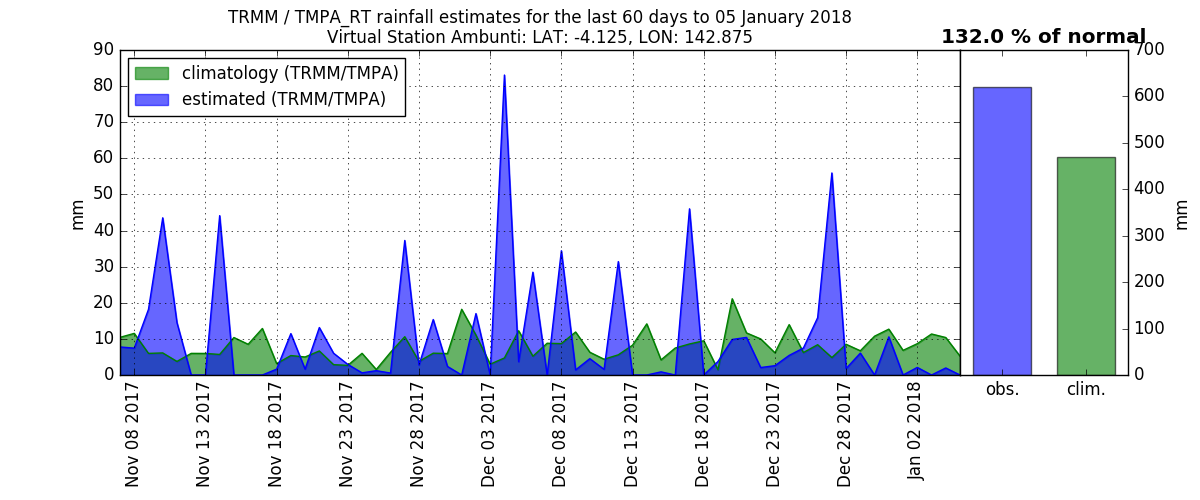 TRMM / TMPA_RT rainfall estimates for the last 60 days to 05 January 2018
Virtual Station Ambunti: LAT: -4.125, LON: 142.875
132.0 % of normal
climatology (TRMM/TMPA)
estimated (TRMM/TMPA)
90
80
70
60
50
40
30
20
10
0
mm
Nov 08 2017
Nov 13 2017
Nov 18 2017
Nov 23 2017
Nov 28 2017
Dec 03 2017
Dec 08 2017
Dec 13 2017
Dec 18 2017
Dec 23 2017
Dec 28 2017
Jan 02 2018
obs.
clim.
700
600
500
400
300
200
100
0
mm